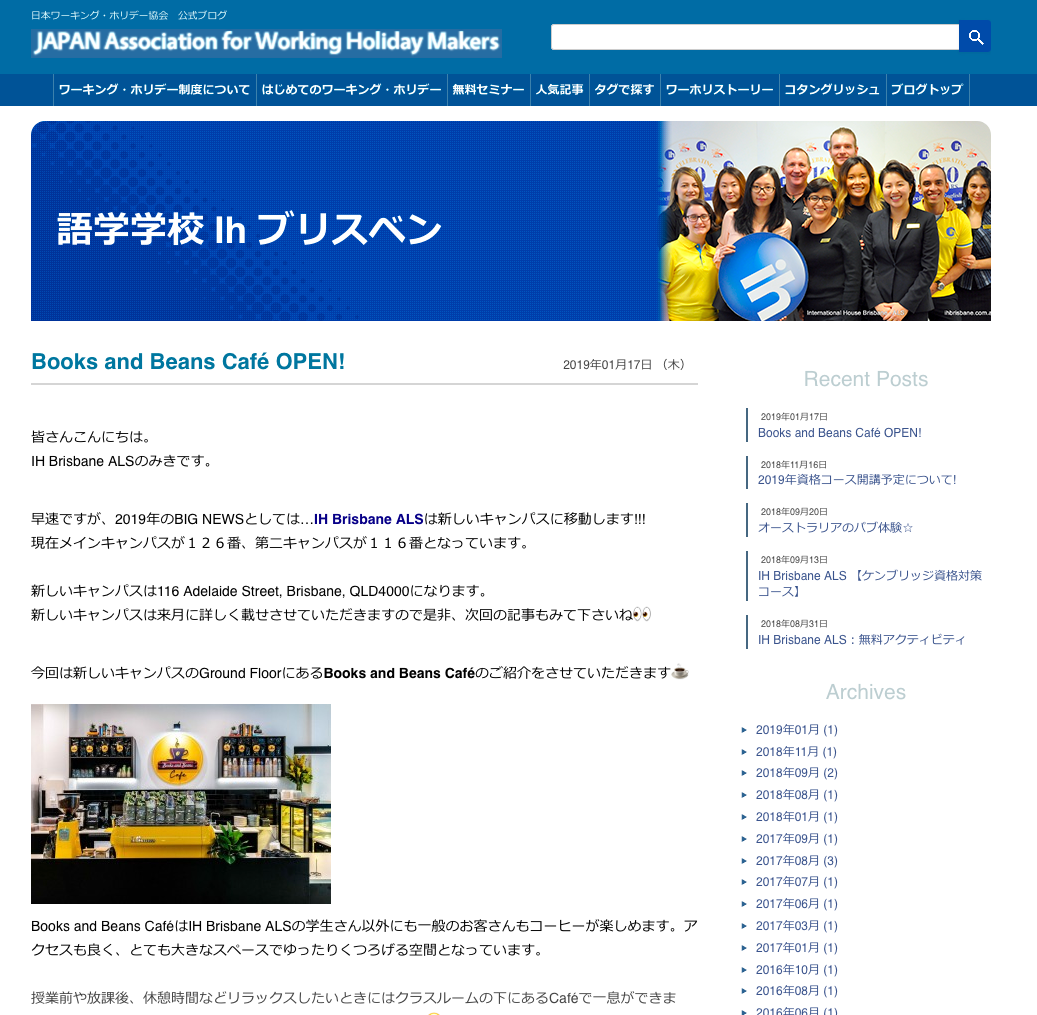 日本ワーキング・ホリデー協会　公式ブログ
JAPAN Association for Working Holiday Makers
ワーキング・ホリデー制度について はじめてのワーキング・ホリデー 無料セミナー 人気記事 タグで探す ワーホリストーリー コタングリッシュ ブログトップ
語学学校 Ih ブリスベン
International House Brisbane
ihbrisbane.com.a
Books and Beans Café OPEN!
2019年01月17日 （木）
皆さんこんにちは。
IH Brisbane ALSのみきです。
早速ですが、2019年のBIG NEWSとしては…IH Brisbane ALSは新しいキャンパスに移動します!!!
現在メインキャンパスが１２６番、第二キャンパスが１１６番となっています。
新しいキャンパスは116 Adelaide Street, Brisbane, QLD4000になります。
新しいキャンパスは来月に詳しく載せさせていただきますので是非、次回の記事もみて下さいね👀
今回は新しいキャンパスのGround FloorにあるBooks and Beans Caféのご紹介をさせていただきます☕
Books and Beans
Cafe
Books and Beans CaféはIH Brisbane ALSの学生さん以外にも一般のお客さんもコーヒーが楽しめます。ア
クセスも良く、とても大きなスペースでゆったりくつろげる空間となっています。
授業前や放課後、休憩時間などリラックスしたいときにはクラスルームの下にあるCaféで一息ができま
Recent Posts
2019年01月17日
Books and Beans Café OPEN!
2018年11月16日
2019年資格コース開講予定について!
2018年09月20日
オーストラリアのパブ体験☆
2018年09月13日
IH Brisbane ALS 【ケンブリッジ資格対策
コース】
2018年08月31日
IH Brisbane ALS : 無料アクティビティ
Archives
2019年01月 (1)
2018年11月 (1)
2018年09月 (2)
2018年08月 (1)
2018年01月 (1)
2017年09月 (1)
2017年08月 (3)
2017年07月 (1)
2017年06月 (1)
2017年03月 (1)
2017年01月 (1)
2016年10月 (1)
2016年08月 (1)
2016年06月 (1)